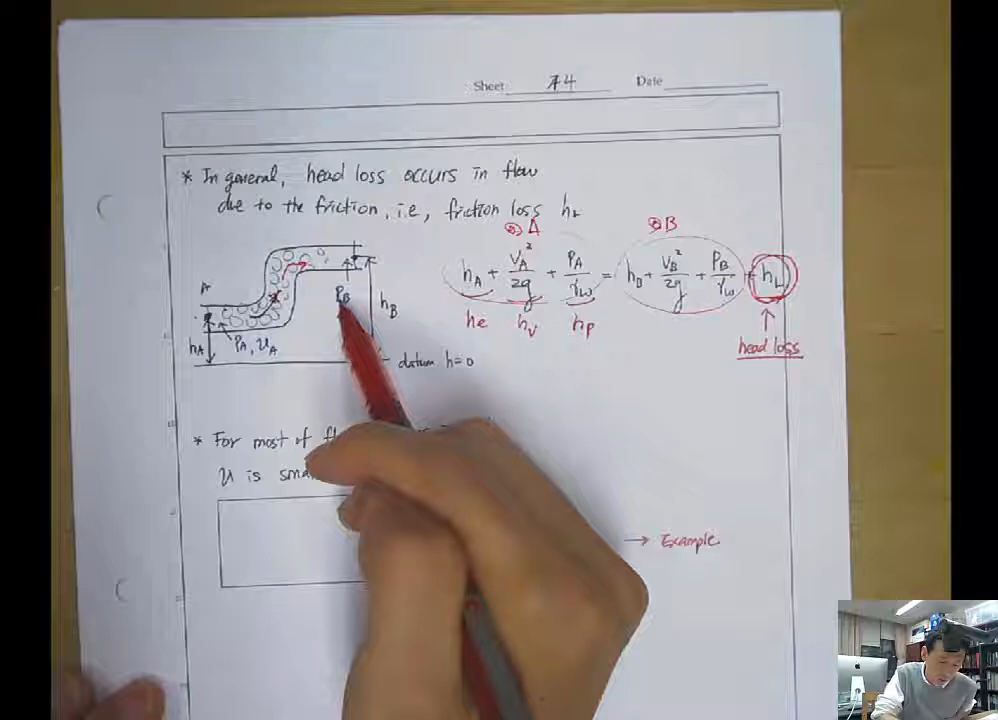 Sheet 74 Date
* In general, head loss occurs in flow
due to the friction, i.e., friction loss hL
@ A @ B
hA + vA²/2g + PA/γw = hB + vB²/2g + PB/γw + hL
he hv hp
head loss
A
hA PA, uA
PB hB
datum h=0
* For most of
u is
→ Example